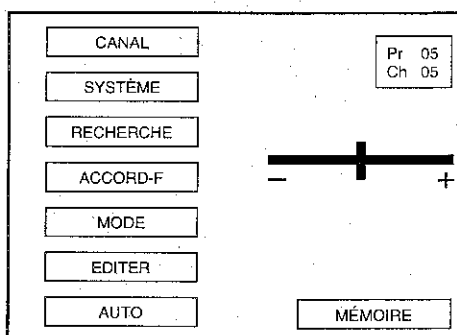 CANAL
SYSTÈME
RECHERCHE
ACCORD-F
MODE
EDITER
AUTO
Pr 05
Ch 05
− +
MÉMOIRE